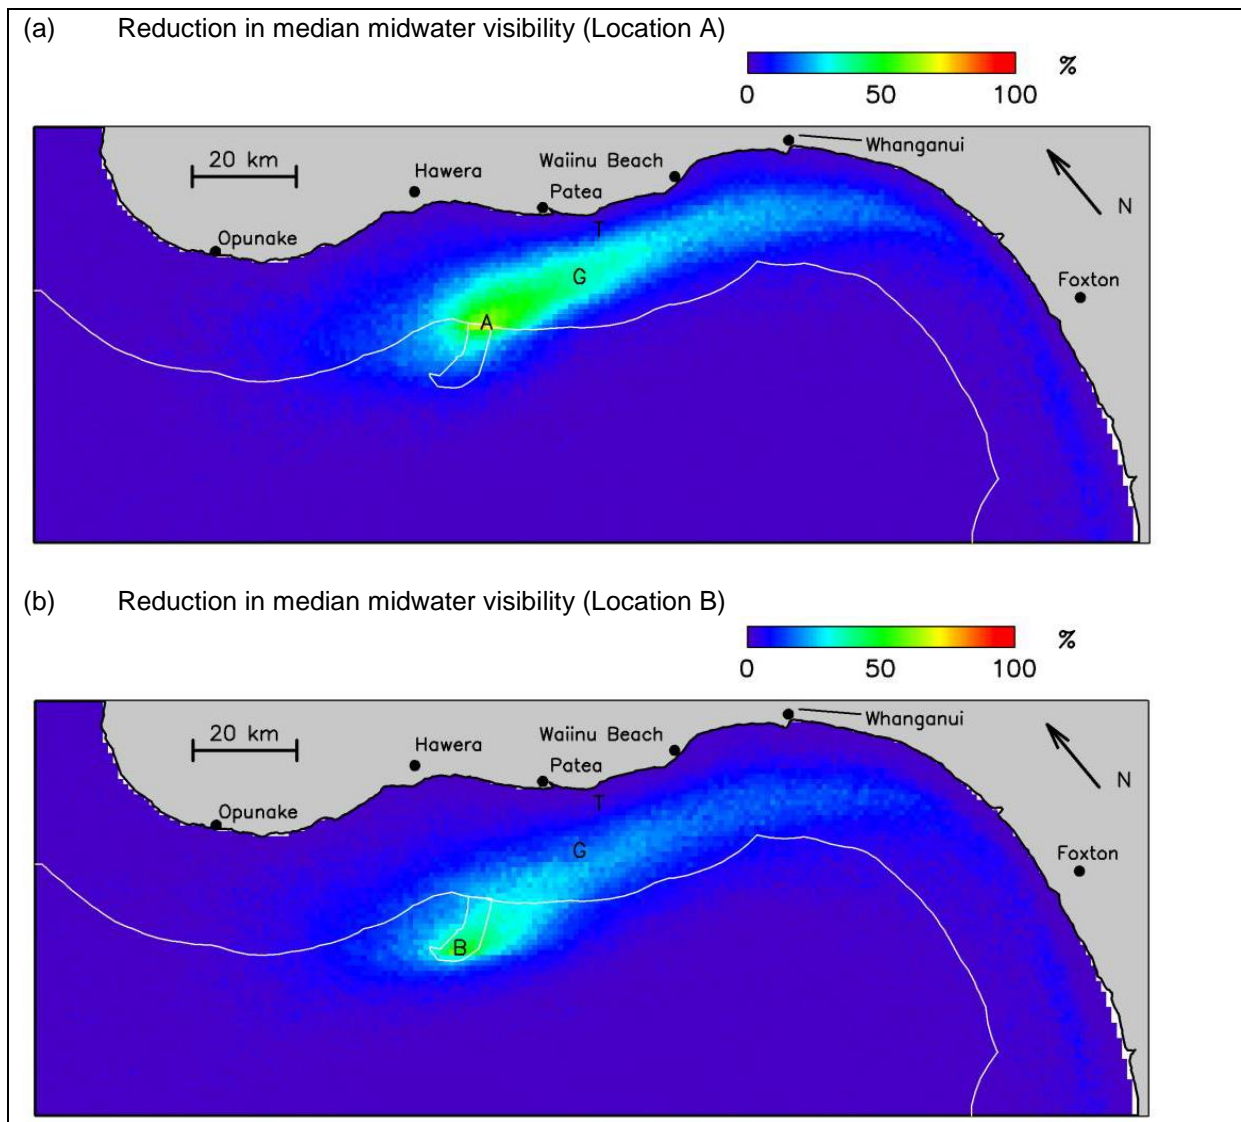 (a) Reduction in median midwater visibility (Location A)
%
0 50 100
20 km
Hawera
Waiinu Beach
Patea
Whanganui
N
Opunake
T
G
A
Foxton
(b) Reduction in median midwater visibility (Location B)
%
0 50 100
20 km
Hawera
Waiinu Beach
Patea
Whanganui
N
Opunake
T
G
B
Foxton